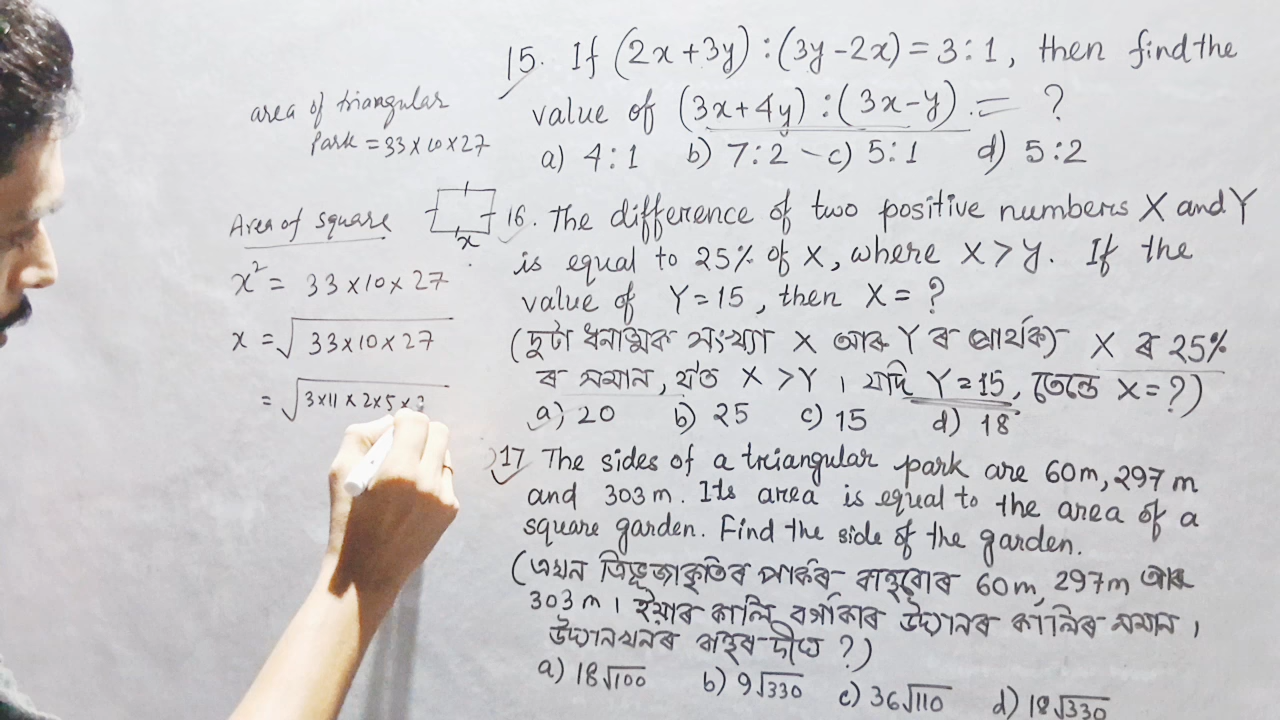 area of triangular
Park = 33 x 10 x 27
Area of square
x
x² = 33 x 10 x 27
x = √33 x 10 x 27
= √3 x 11 x 2 x 5 x
15. If (2x+3y) : (3y-2x) = 3 : 1, then find the
value of (3x+4y) : (3x-y) = ?
a) 4 : 1 b) 7 : 2 c) 5 : 1 d) 5 : 2
16. The difference of two positive numbers X and Y
is equal to 25% of X, where X > y. If the
value of Y = 15, then X = ?
(দুটা ধনাত্মক সংখ্যা X আৰু Y ৰ পাৰ্থক্য X ৰ 25%
ৰ সমান, য'ত X > Y । যদি Y = 15, তেন্তে X = ?)
a) 20 b) 25 c) 15 d) 18
17 The sides of a triangular park are 60m, 297 m
and 303 m. Its area is equal to the area of a
square garden. Find the side of the garden.
(এখন ত্ৰিভূজাকৃতিৰ পাৰ্কৰ বাহুবোৰ 60m, 297m আৰু
303 m । ইয়াৰ কালি বৰ্গাকাৰ উদ্যানৰ কালিৰ সমান ।
উদ্যানখনৰ বাহুৰ দীঘ ?)
a) 18√100 b) 9√330 c) 36√110 d) 18√330